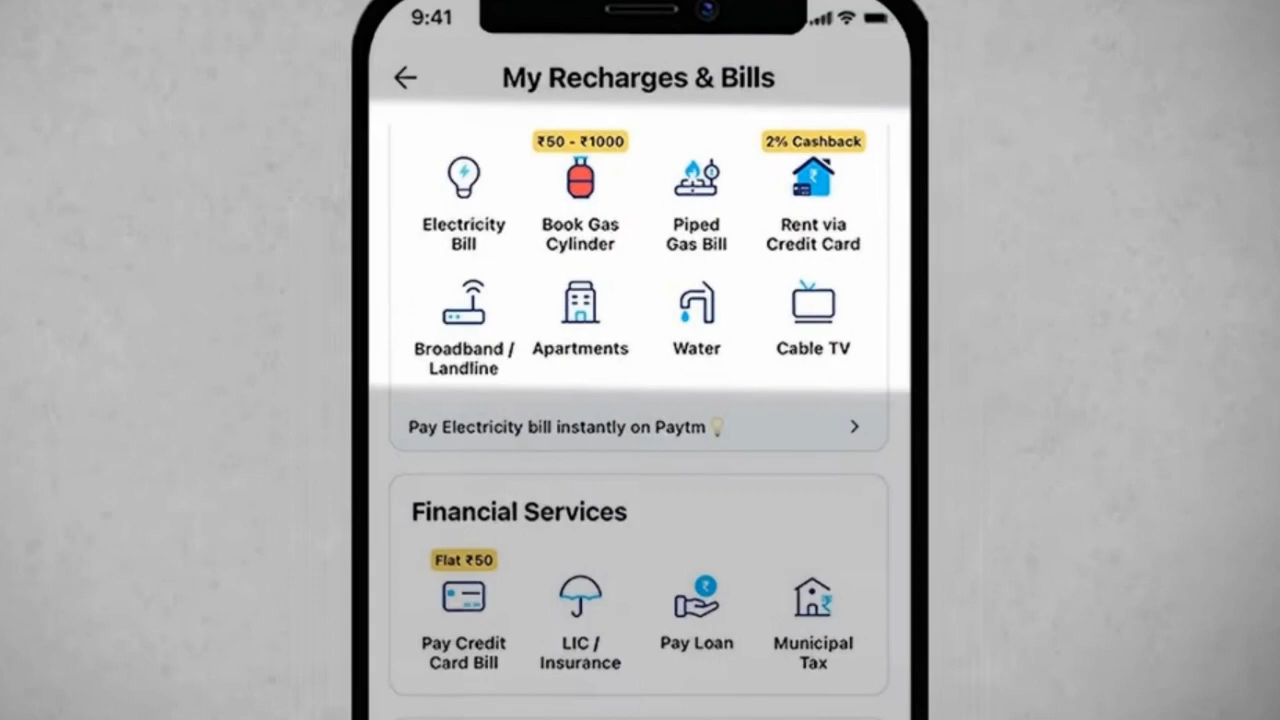 9:41
My Recharges & Bills
₹50 - ₹1000
2% Cashback
₹
Electricity
Bill
Book Gas
Cylinder
Piped
Gas Bill
Rent via
Credit Card
Broadband /
Landline
Apartments
Water
Cable TV
Pay Electricity bill instantly on Paytm
Financial Services
Flat ₹50
₹
₹
Pay Credit
Card Bill
LIC /
Insurance
Pay Loan
Municipal
Tax